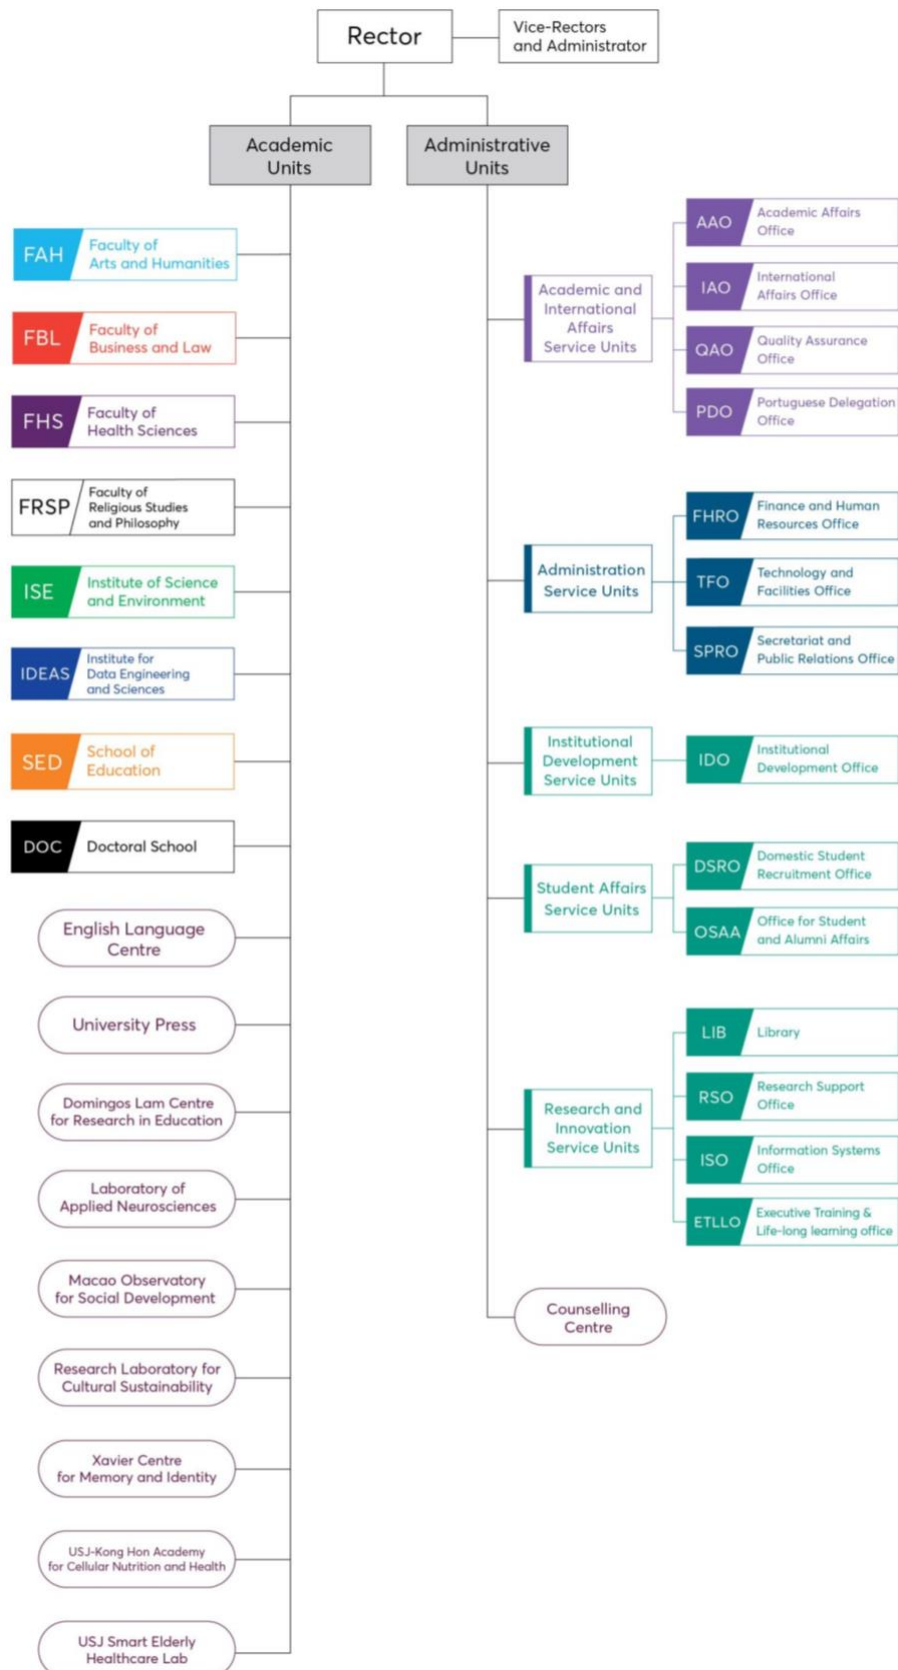 Rector
Vice-Rectors
and Administrator
Academic
Units
Administrative
Units
FAH
Faculty of
Arts and Humanities
FBL
Faculty of
Business and Law
FHS
Faculty of
Health Sciences
FRSP
Faculty of
Religious Studies
and Philosophy
ISE
Institute of Science
and Environment
IDEAS
Institute for
Data Engineering
and Sciences
SED
School of
Education
DOC
Doctoral School
English Language
Centre
University Press
Domingos Lam Centre
for Research in Education
Laboratory of
Applied Neurosciences
Macao Observatory
for Social Development
Research Laboratory for
Cultural Sustainability
Xavier Centre
for Memory and Identity
USJ-Kong Hon Academy
for Cellular Nutrition and Health
USJ Smart Elderly
Healthcare Lab
Academic and
International
Affairs
Service Units
AAO
Academic Affairs
Office
IAO
International
Affairs Office
QAO
Quality Assurance
Office
PDO
Portuguese Delegation
Office
Administration
Service Units
FHRO
Finance and Human
Resources Office
TFO
Technology and
Facilities Office
SPRO
Secretariat and
Public Relations Office
Institutional
Development
Service Units
IDO
Institutional
Development Office
Student Affairs
Service Units
DSRO
Domestic Student
Recruitment Office
OSAA
Office for Student
and Alumni Affairs
Research and
Innovation
Service Units
LIB
Library
RSO
Research Support
Office
ISO
Information Systems
Office
ETLLO
Executive Training &
Life-long learning office
Counselling
Centre